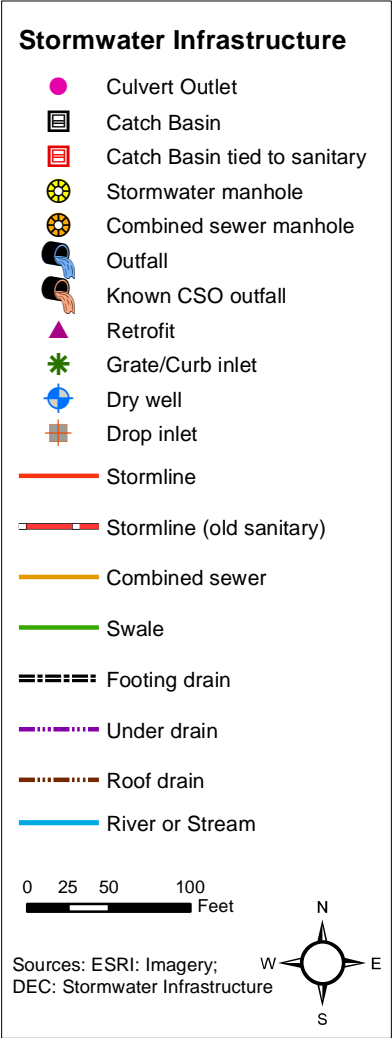 Stormwater Infrastructure
Culvert Outlet
Catch Basin
Catch Basin tied to sanitary
Stormwater manhole
Combined sewer manhole
Outfall
Known CSO outfall
Retrofit
Grate/Curb inlet
Dry well
Drop inlet
Stormline
Stormline (old sanitary)
Combined sewer
Swale
Footing drain
Under drain
Roof drain
River or Stream
0 25 50 100
Feet
N
W E
S
Sources: ESRI: Imagery;
DEC: Stormwater Infrastructure